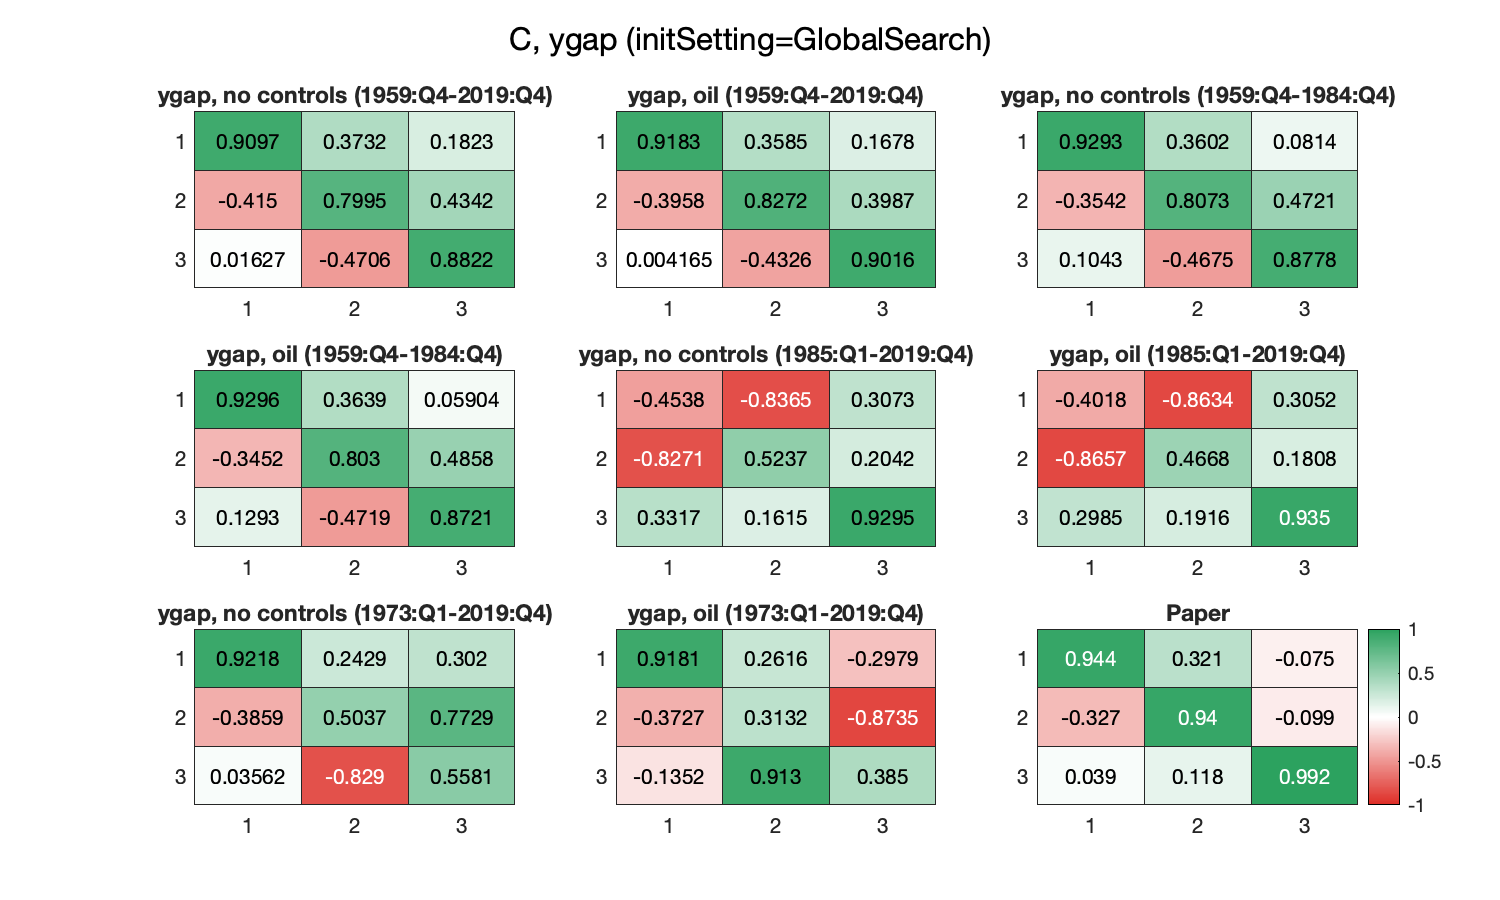 C, ygap (initSetting=GlobalSearch)
ygap, no controls (1959:Q4-2019:Q4)
1 0.9097 0.3732 0.1823
2 -0.415 0.7995 0.4342
3 0.01627 -0.4706 0.8822
1 2 3
ygap, oil (1959:Q4-2019:Q4)
1 0.9183 0.3585 0.1678
2 -0.3958 0.8272 0.3987
3 0.004165 -0.4326 0.9016
1 2 3
ygap, no controls (1959:Q4-1984:Q4)
1 0.9293 0.3602 0.0814
2 -0.3542 0.8073 0.4721
3 0.1043 -0.4675 0.8778
1 2 3
ygap, oil (1959:Q4-1984:Q4)
1 0.9296 0.3639 0.05904
2 -0.3452 0.803 0.4858
3 0.1293 -0.4719 0.8721
1 2 3
ygap, no controls (1985:Q1-2019:Q4)
1 -0.4538 -0.8365 0.3073
2 -0.8271 0.5237 0.2042
3 0.3317 0.1615 0.9295
1 2 3
ygap, oil (1985:Q1-2019:Q4)
1 -0.4018 -0.8634 0.3052
2 -0.8657 0.4668 0.1808
3 0.2985 0.1916 0.935
1 2 3
ygap, no controls (1973:Q1-2019:Q4)
1 0.9218 0.2429 0.302
2 -0.3859 0.5037 0.7729
3 0.03562 -0.829 0.5581
1 2 3
ygap, oil (1973:Q1-2019:Q4)
1 0.9181 0.2616 -0.2979
2 -0.3727 0.3132 -0.8735
3 -0.1352 0.913 0.385
1 2 3
Paper
1 0.944 0.321 -0.075
2 -0.327 0.94 -0.099
3 0.039 0.118 0.992
1 2 3
1
0.5
0
-0.5
-1